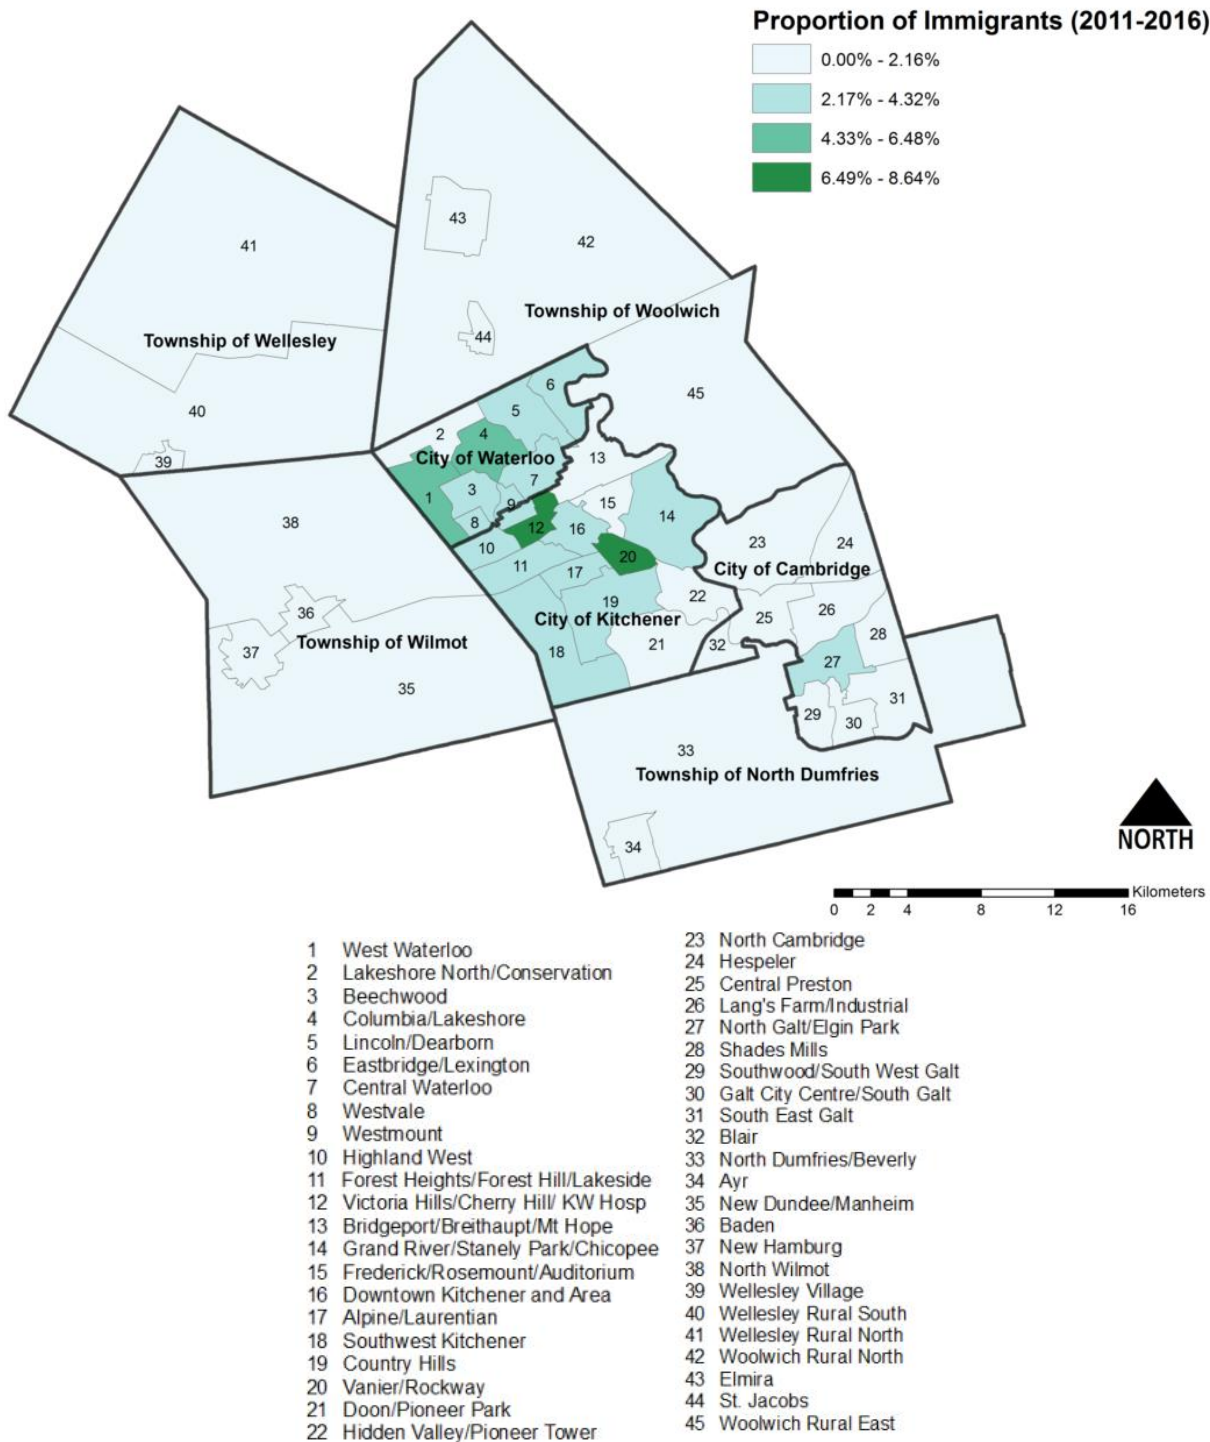 Proportion of Immigrants (2011-2016)
0.00% - 2.16%
2.17% - 4.32%
4.33% - 6.48%
6.49% - 8.64%
43
41
42
Township of Woolwich
44
Township of Wellesley
6
45
40
5
2
4
City of Waterloo
13
39
7
3
1
9
15
38
8
12
16
14
10
23
24
20
11
City of Cambridge
17
22
19
36
26
25
City of Kitchener
28
Township of Wilmot
21
32
37
18
27
35
31
29
30
33
Township of North Dumfries
34
NORTH
Kilometers
0 2 4 8 12 16
1 West Waterloo
2 Lakeshore North/Conservation
3 Beechwood
4 Columbia/Lakeshore
5 Lincoln/Dearborn
6 Eastbridge/Lexington
7 Central Waterloo
8 Westvale
9 Westmount
10 Highland West
11 Forest Heights/Forest Hill/Lakeside
12 Victoria Hills/Cherry Hill/ KW Hosp
13 Bridgeport/Breithaupt/Mt Hope
14 Grand River/Stanely Park/Chicopee
15 Frederick/Rosemount/Auditorium
16 Downtown Kitchener and Area
17 Alpine/Laurentian
18 Southwest Kitchener
19 Country Hills
20 Vanier/Rockway
21 Doon/Pioneer Park
22 Hidden Valley/Pioneer Tower
23 North Cambridge
24 Hespeler
25 Central Preston
26 Lang's Farm/Industrial
27 North Galt/Elgin Park
28 Shades Mills
29 Southwood/South West Galt
30 Galt City Centre/South Galt
31 South East Galt
32 Blair
33 North Dumfries/Beverly
34 Ayr
35 New Dundee/Manheim
36 Baden
37 New Hamburg
38 North Wilmot
39 Wellesley Village
40 Wellesley Rural South
41 Wellesley Rural North
42 Woolwich Rural North
43 Elmira
44 St. Jacobs
45 Woolwich Rural East